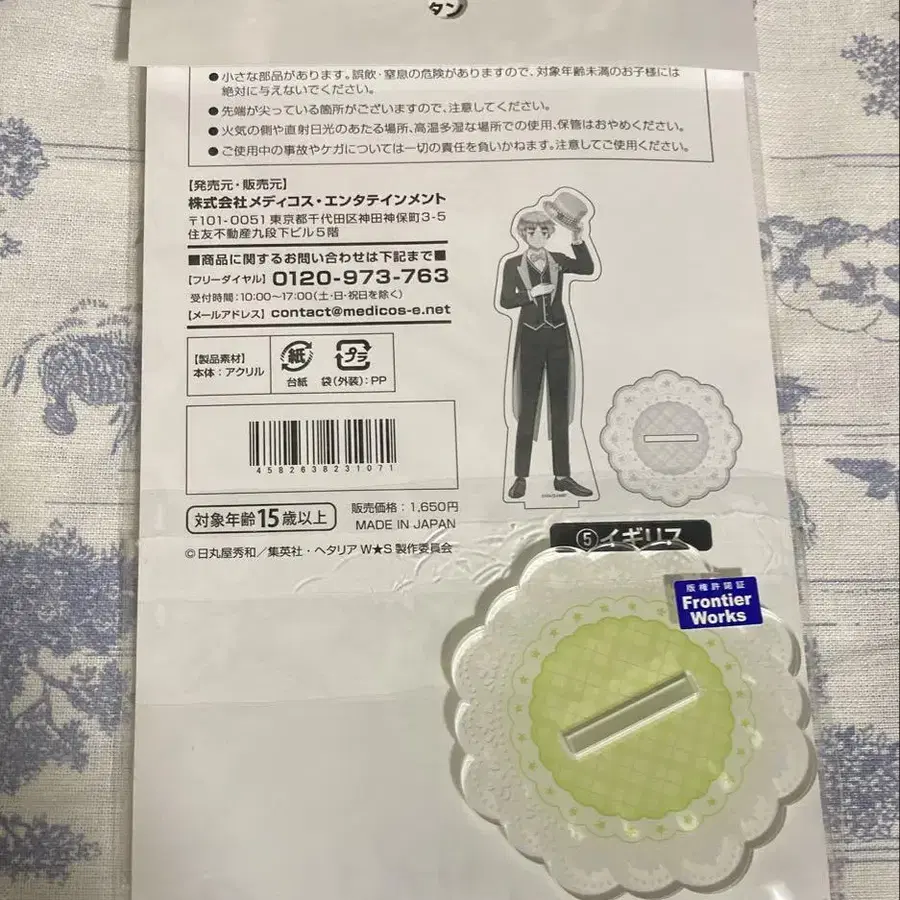 タン
●小さな部品があります。誤飲・窒息の危険がありますので、対象年齢未満のお子様には
絶対に与えないでください。
●先端が尖っている箇所がございますので、注意してください。
●火気の側や直射日光のあたる場所、高温多湿な場所での使用、保管はおやめください。
●ご使用中の事故やケガについては一切の責任を負いかねます。注意してご使用ください。
【発売元・販売元】
株式会社メディコス・エンタテインメント
〒101-0051 東京都千代田区神田神保町3-5
住友不動産九段下ビル5階
■商品に関するお問い合わせは下記まで■
【フリーダイヤル】0120-973-763
受付時間:10:00〜17:00(土・日・祝日を除く)
【メールアドレス】contact@medicos-e.net
【製品素材】
本体:アクリル
紙
台紙
プラ
袋(外装):PP
4582638231071
対象年齢15歳以上
販売価格:1,650円
MADE IN JAPAN
©日丸屋秀和/集英社・ヘタリア W★S 製作委員会
⑤イギリス
版権許諾証
Frontier
Works